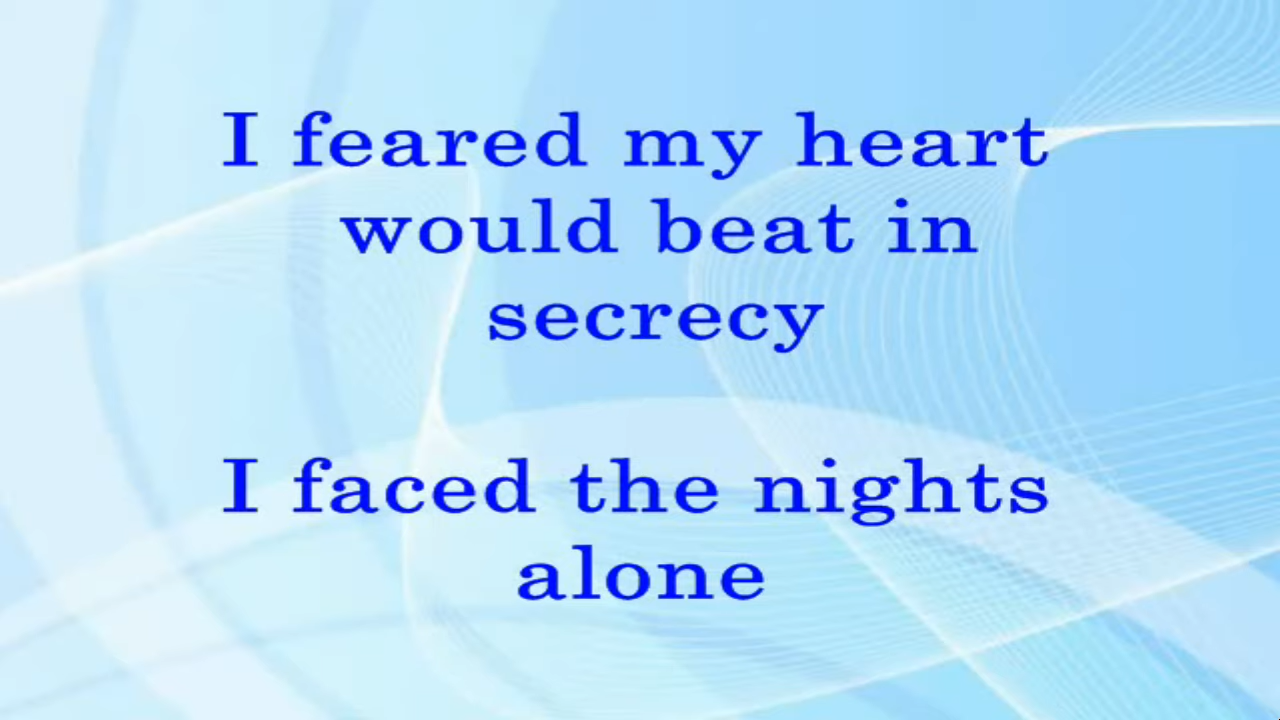 I feared my heart
would beat in
secrecy
I faced the nights
alone